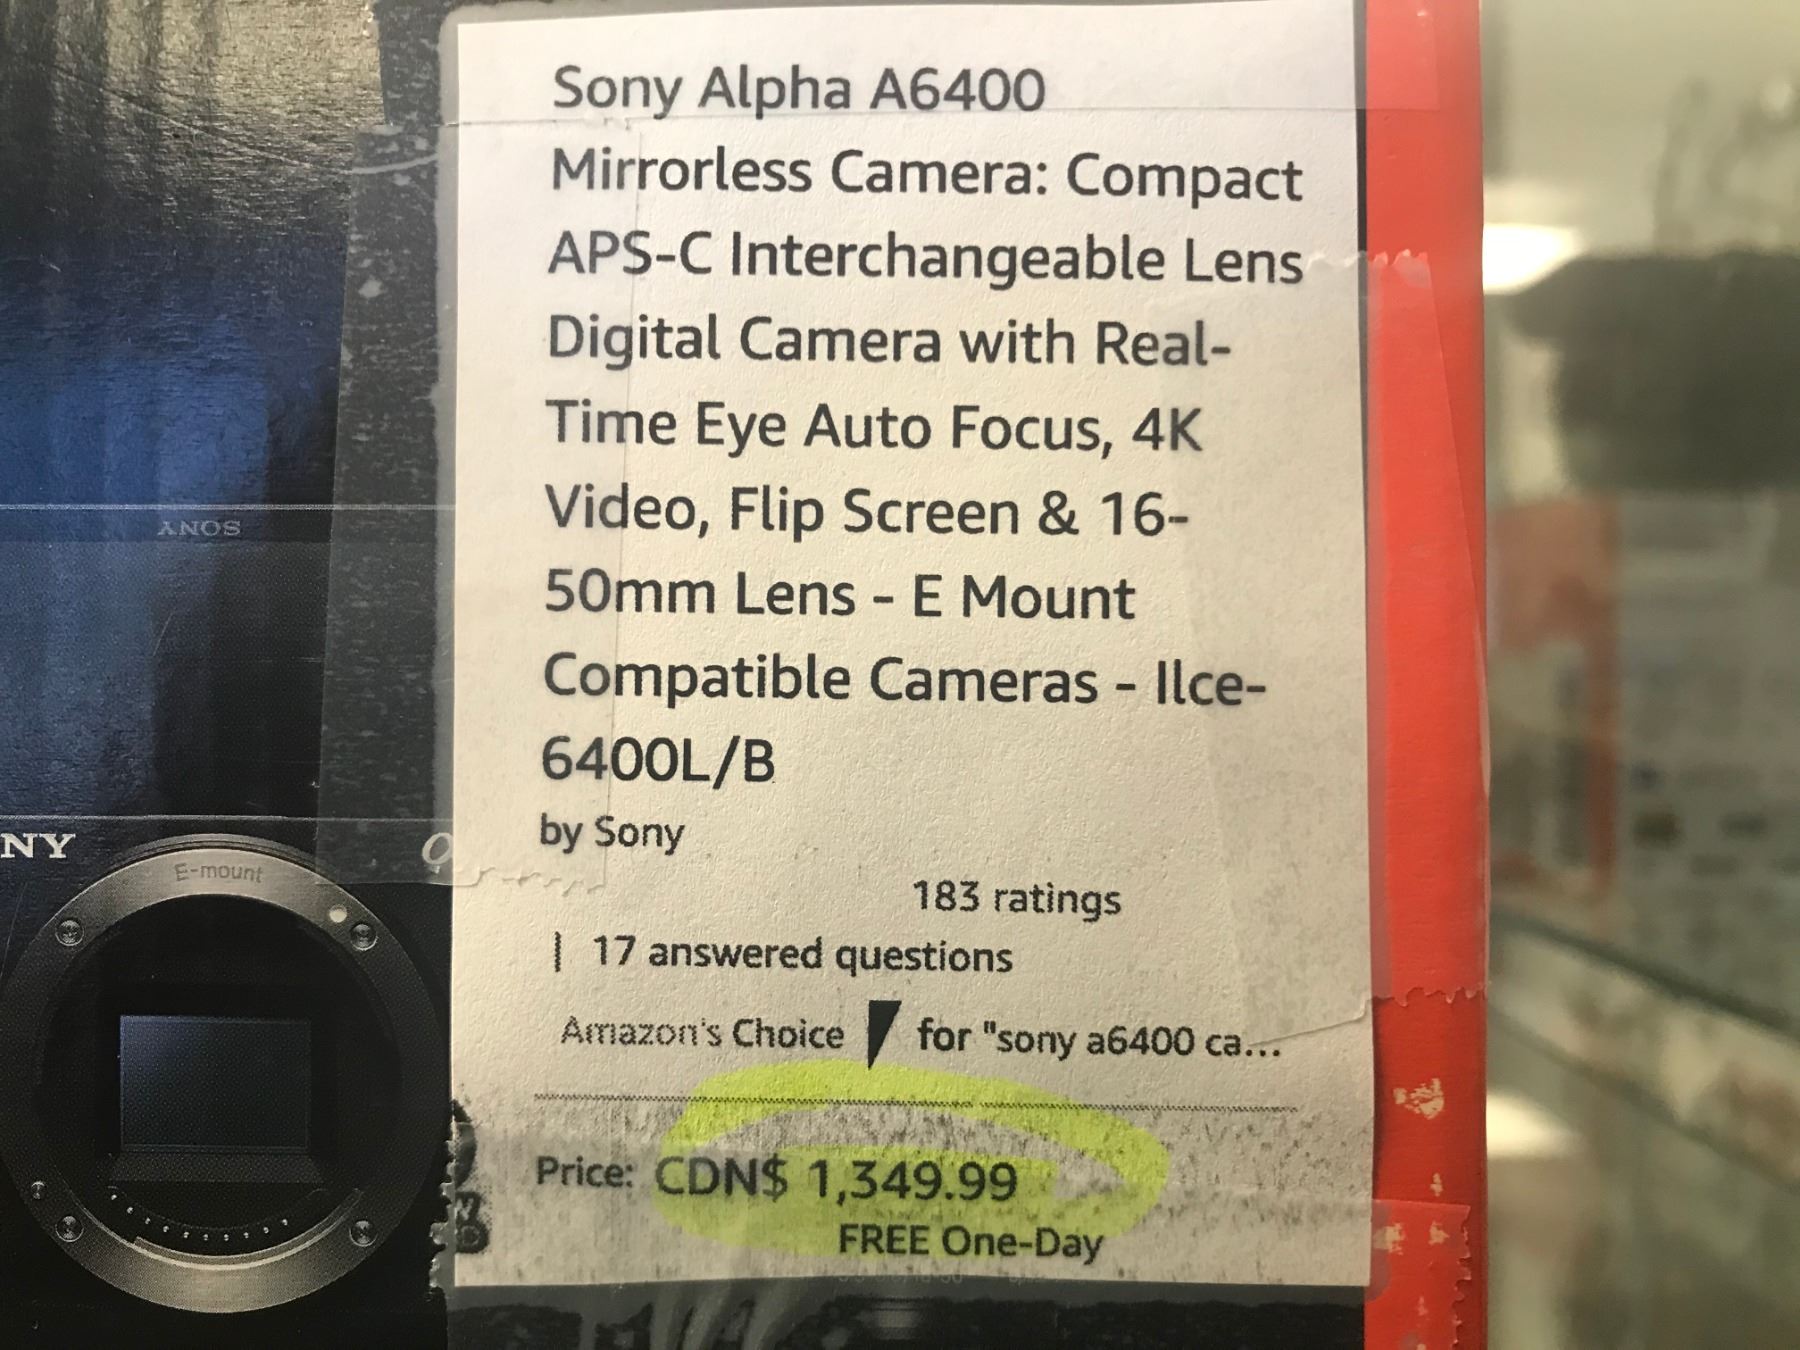 Sony Alpha A6400
Mirrorless Camera: Compact
APS-C Interchangeable Lens
Digital Camera with Real-
Time Eye Auto Focus, 4K
Video, Flip Screen & 16-
50mm Lens - E Mount
Compatible Cameras - Ilce-
6400L/B
by Sony
183 ratings
| 17 answered questions
Amazon's Choice for "sony a6400 ca...
Price: CDN$ 1,349.99
FREE One-Day
SONY
NY
E-mount